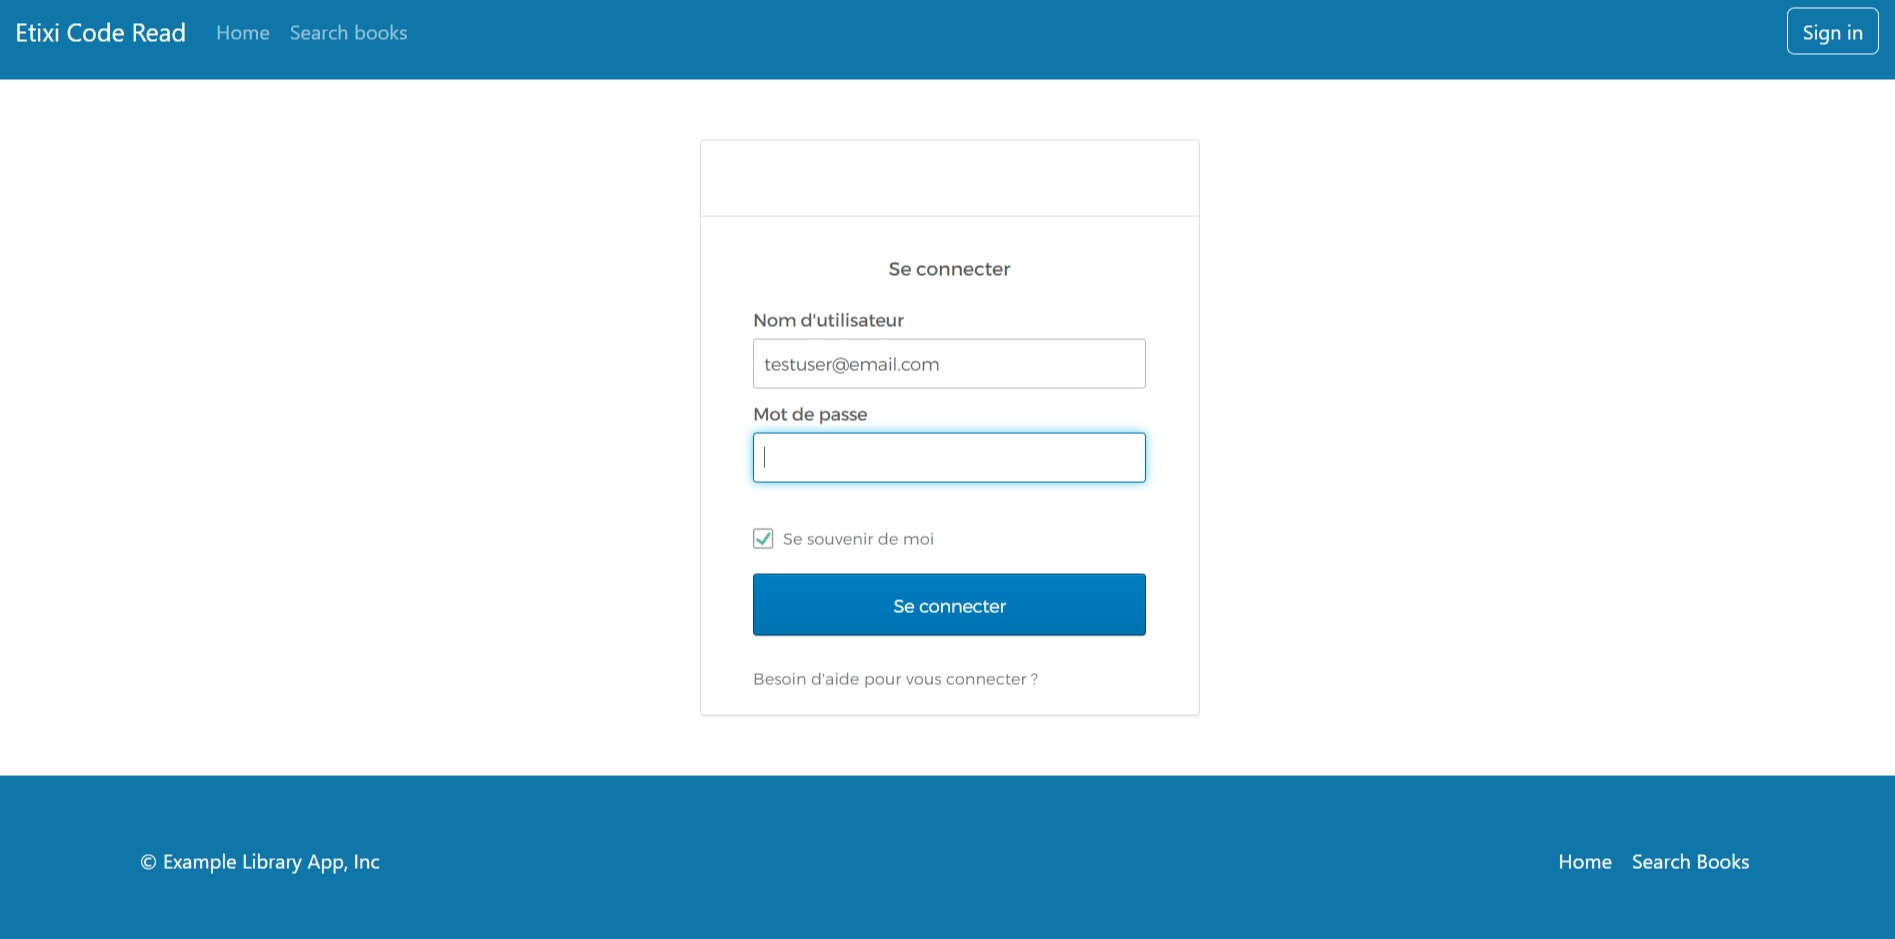 Etixi Code Read Home Search books Sign in
Se connecter
Nom d'utilisateur
testuser@email.com
Mot de passe
Se souvenir de moi
Se connecter
Besoin d'aide pour vous connecter ?
© Example Library App, Inc Home Search Books